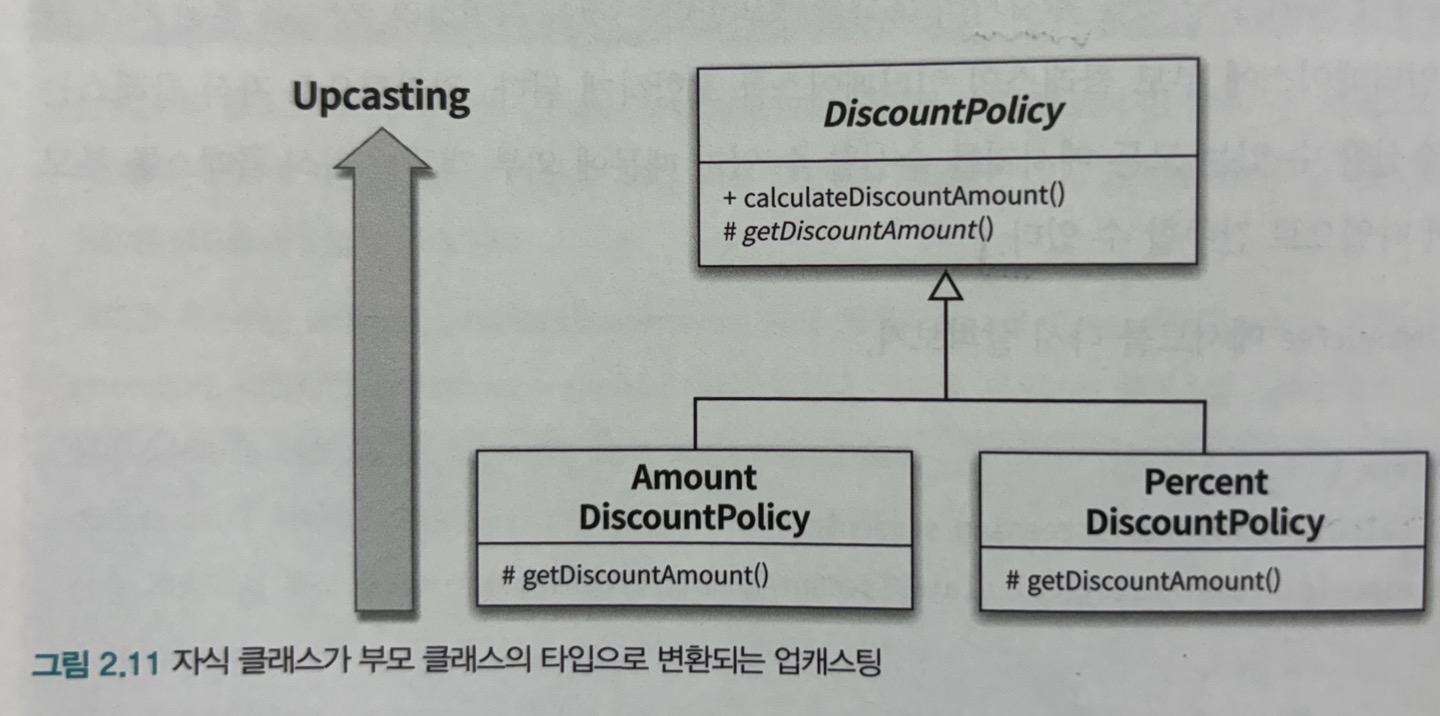 Upcasting
DiscountPolicy
+ calculateDiscountAmount()
# getDiscountAmount()
Amount
DiscountPolicy
# getDiscountAmount()
Percent
DiscountPolicy
# getDiscountAmount()
그림 2.11 자식 클래스가 부모 클래스의 타입으로 변환되는 업캐스팅